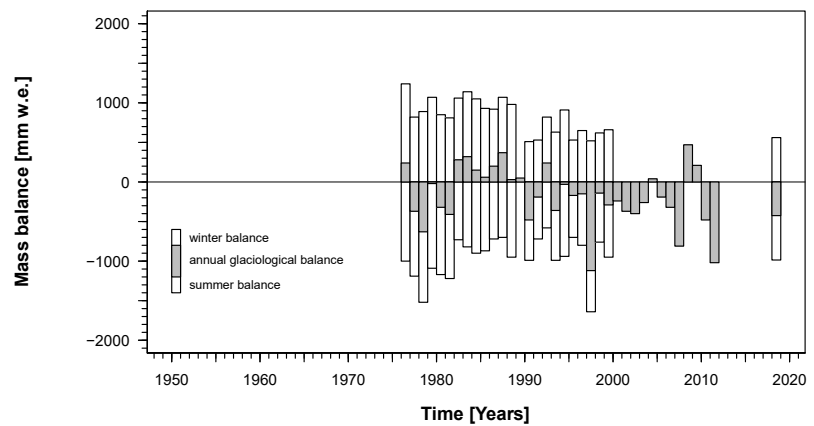 Mass balance [mm w.e.]
2000
1000
0
−1000
−2000
winter balance
annual glaciological balance
summer balance
1950 1960 1970 1980 1990 2000 2010 2020
Time [Years]